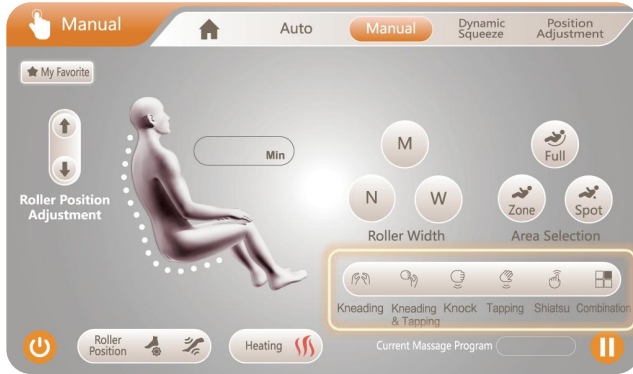 Manual
Auto
Manual
Dynamic
Squeeze
Position
Adjustment
My Favorite
Roller Position
Adjustment
Min
M
N
W
Roller Width
Full
Zone
Spot
Area Selection
Kneading
Kneading
& Tapping
Knock
Tapping
Shiatsu
Combination
Roller
Position
Heating
Current Massage Program